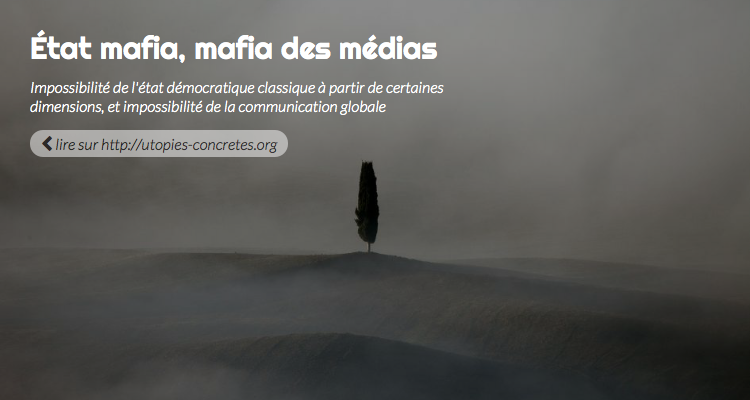 État mafia, mafia des médias
Impossibilité de l'état démocratique classique à partir de certaines
dimensions, et impossibilité de la communication globale
lire sur http://utopies-concretes.org